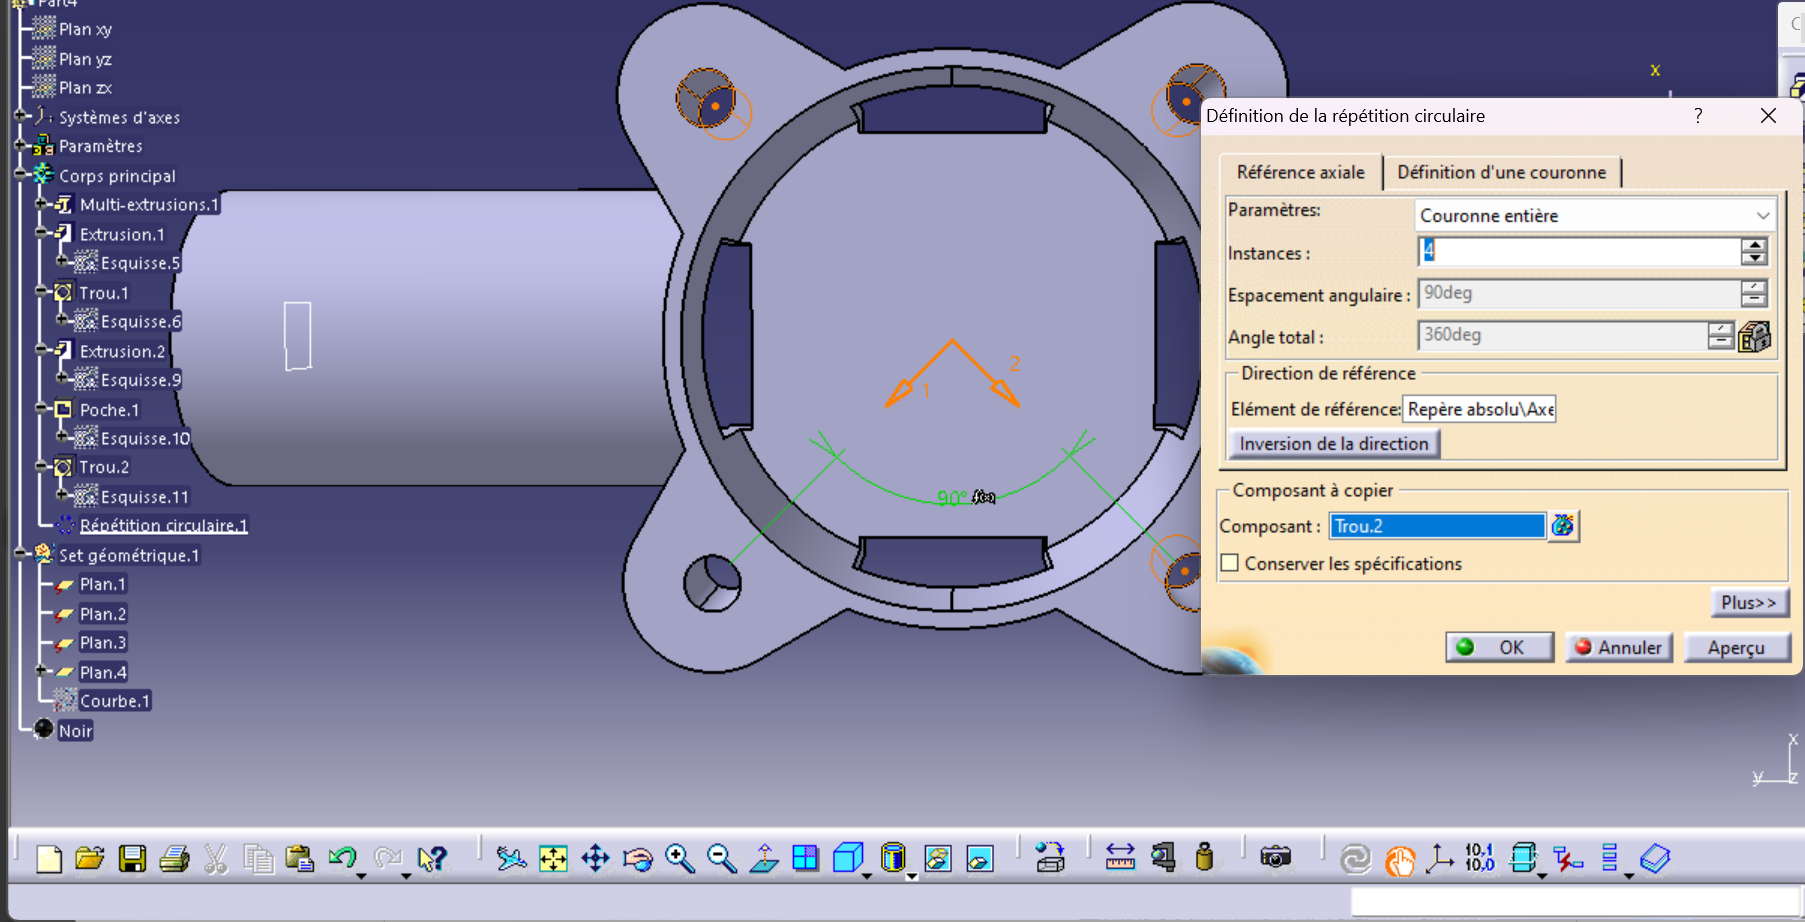 Part4
Plan xy
Plan yz
Plan zx
Systèmes d'axes
Paramètres
Corps principal
Multi-extrusions.1
Extrusion.1
Esquisse.5
Trou.1
Esquisse.6
Extrusion.2
Esquisse.9
Poche.1
Esquisse.10
Trou.2
Esquisse.11
Répétition circulaire.1
Set géométrique.1
Plan.1
Plan.2
Plan.3
Plan.4
Courbe.1
Noir
1
2
90° f(x)
x
C
Définition de la répétition circulaire ?
Référence axiale
Définition d'une couronne
Paramètres: Couronne entière
Instances : 4
Espacement angulaire : 90deg
Angle total : 360deg
Direction de référence
Elément de référence: Repère absolu\Axe
Inversion de la direction
Composant à copier
Composant : Trou.2
Conserver les spécifications
Plus>>
OK
Annuler
Aperçu
x
y
z
10,1
10,0